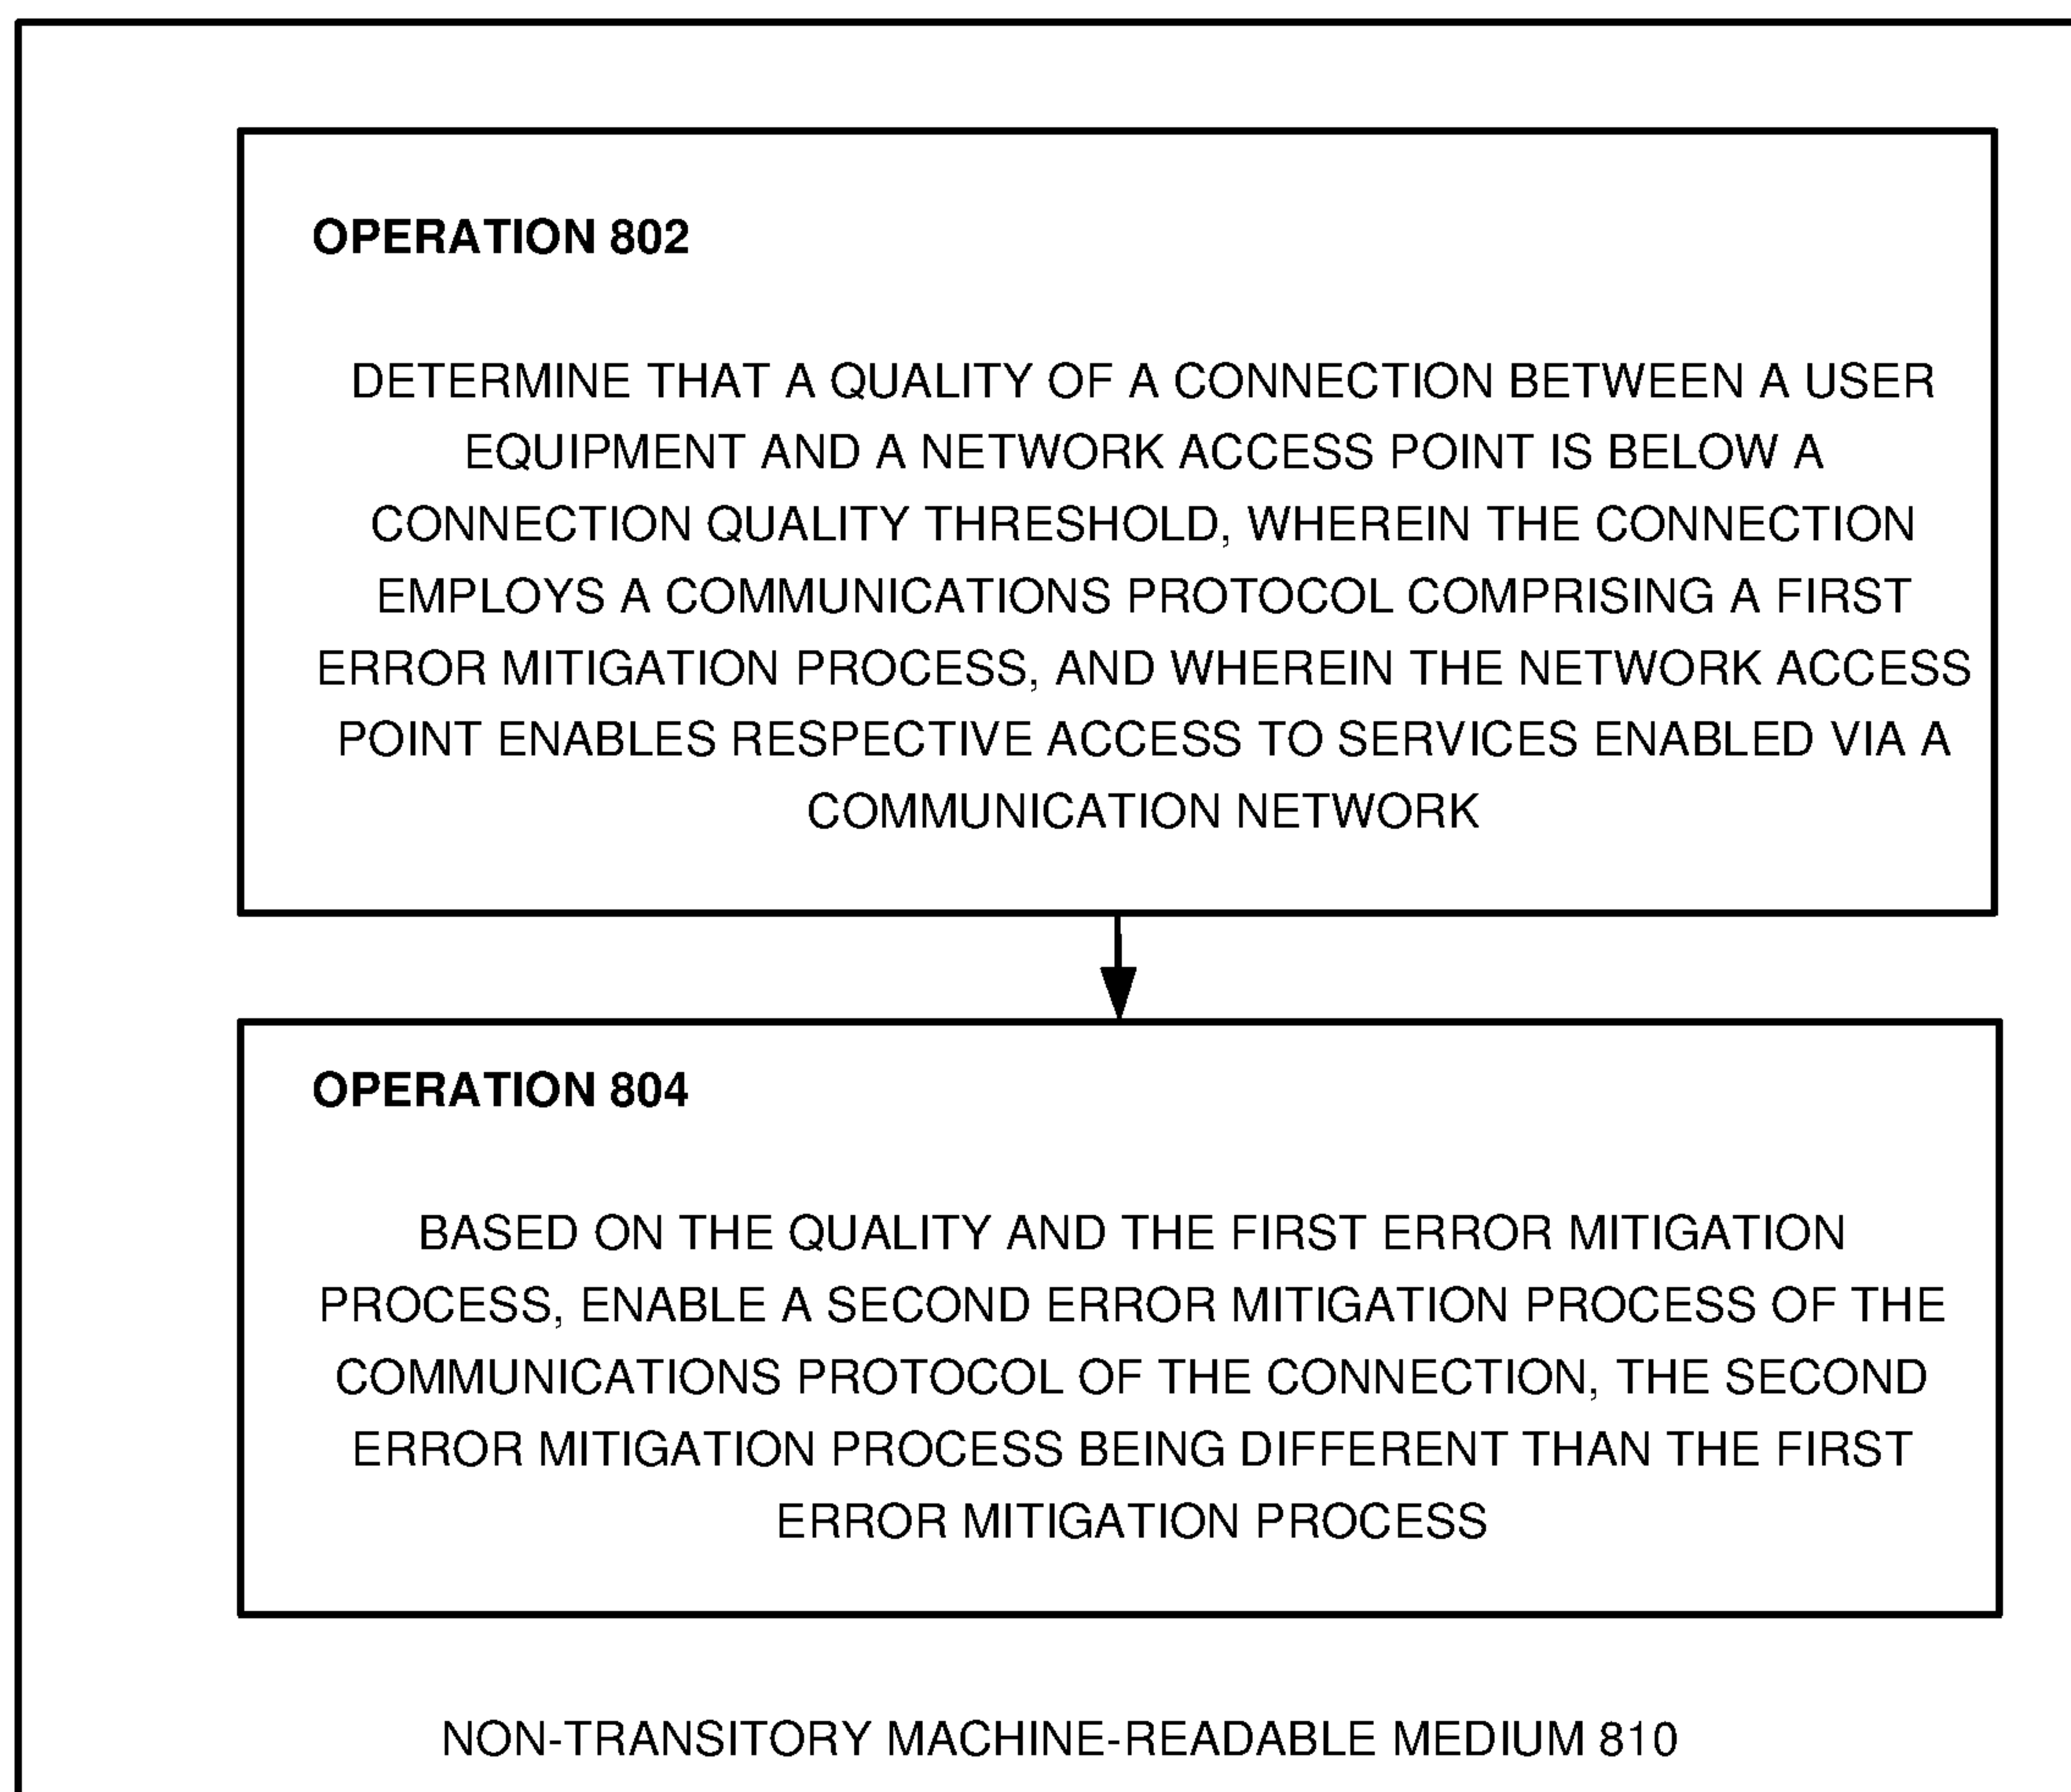 OPERATION 802
DETERMINE THAT A QUALITY OF A CONNECTION BETWEEN A USER
EQUIPMENT AND A NETWORK ACCESS POINT IS BELOW A
CONNECTION QUALITY THRESHOLD, WHEREIN THE CONNECTION
EMPLOYS A COMMUNICATIONS PROTOCOL COMPRISING A FIRST
ERROR MITIGATION PROCESS, AND WHEREIN THE NETWORK ACCESS
POINT ENABLES RESPECTIVE ACCESS TO SERVICES ENABLED VIA A
COMMUNICATION NETWORK
OPERATION 804
BASED ON THE QUALITY AND THE FIRST ERROR MITIGATION
PROCESS, ENABLE A SECOND ERROR MITIGATION PROCESS OF THE
COMMUNICATIONS PROTOCOL OF THE CONNECTION, THE SECOND
ERROR MITIGATION PROCESS BEING DIFFERENT THAN THE FIRST
ERROR MITIGATION PROCESS
NON-TRANSITORY MACHINE-READABLE MEDIUM 810